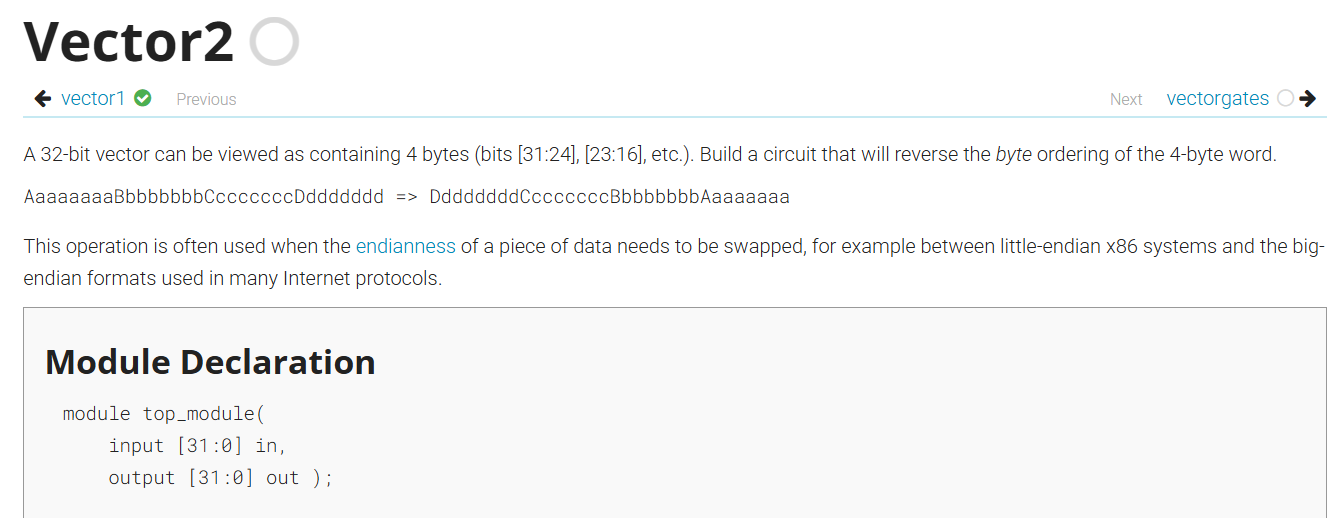 Vector2
vector1 Previous
Next vectorgates
A 32-bit vector can be viewed as containing 4 bytes (bits [31:24], [23:16], etc.). Build a circuit that will reverse the byte ordering of the 4-byte word.
AaaaaaaaBbbbbbbbCcccccccDddddddd => DdddddddCcccccccBbbbbbbbAaaaaaaa
This operation is often used when the endianness of a piece of data needs to be swapped, for example between little-endian x86 systems and the big-
endian formats used in many Internet protocols.
Module Declaration
module top_module(
    input [31:0] in,
    output [31:0] out );